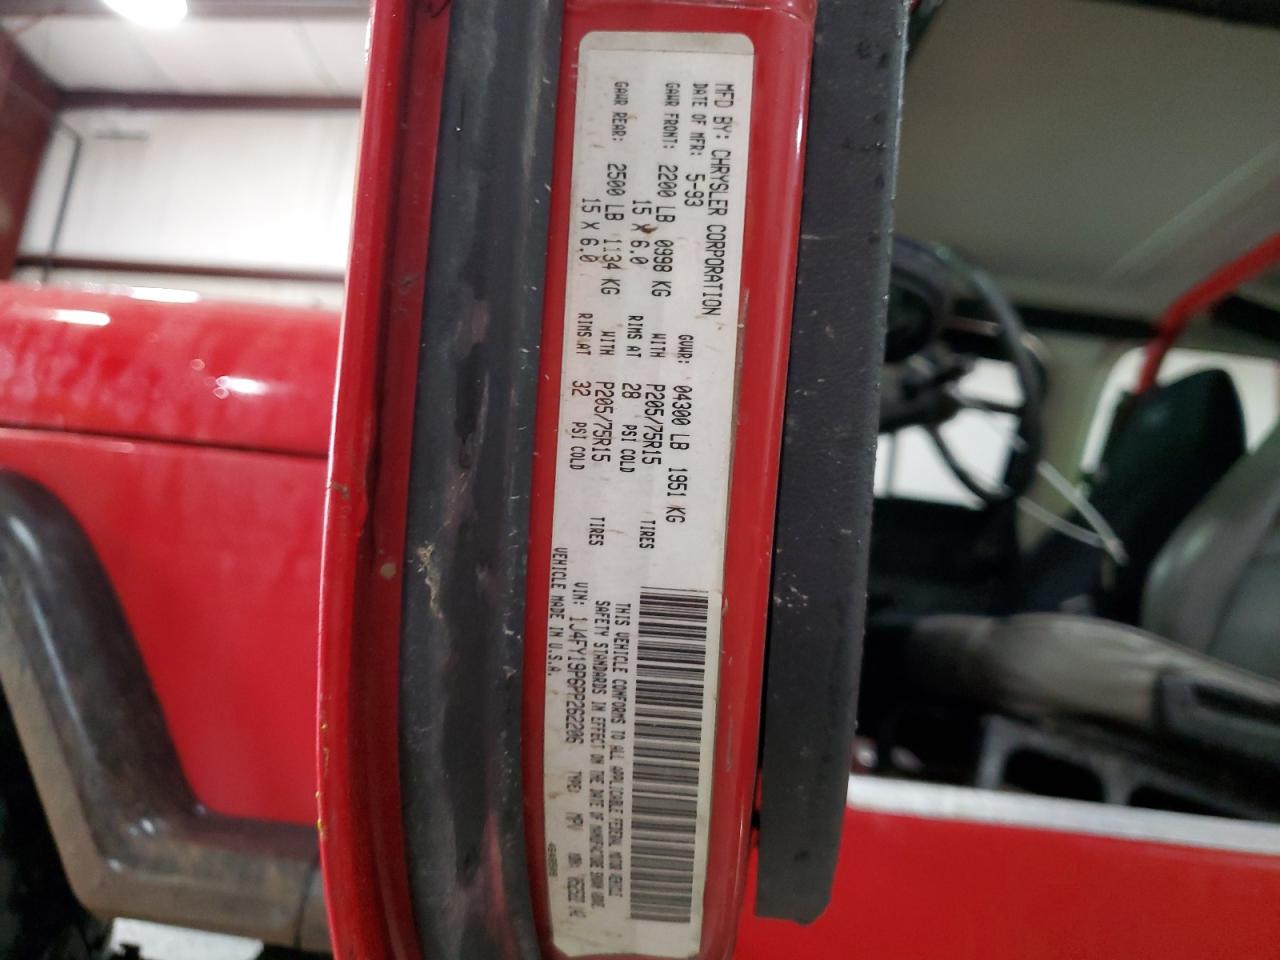 MFD BY: CHRYSLER CORPORATION
DATE OF MFR: 5-93 GVWR: 04300 LB 1951 KG
GAWR FRONT: 2200 LB 0998 KG WITH P205/75R15 TIRES
15 X 6.0 RIMS AT 28 PSI COLD
GAWR REAR: 2500 LB 1134 KG WITH P205/75R15 TIRES
15 X 6.0 RIMS AT 32 PSI COLD
THIS VEHICLE CONFORMS TO ALL APPLICABLE FEDERAL MOTOR VEHICLE
SAFETY STANDARDS IN EFFECT ON THE DATE OF MANUFACTURE SHOWN ABOVE.
VIN: 1J4FY19P6PP262206 TYPE: MPV
VEHICLE MADE IN U.S.A.